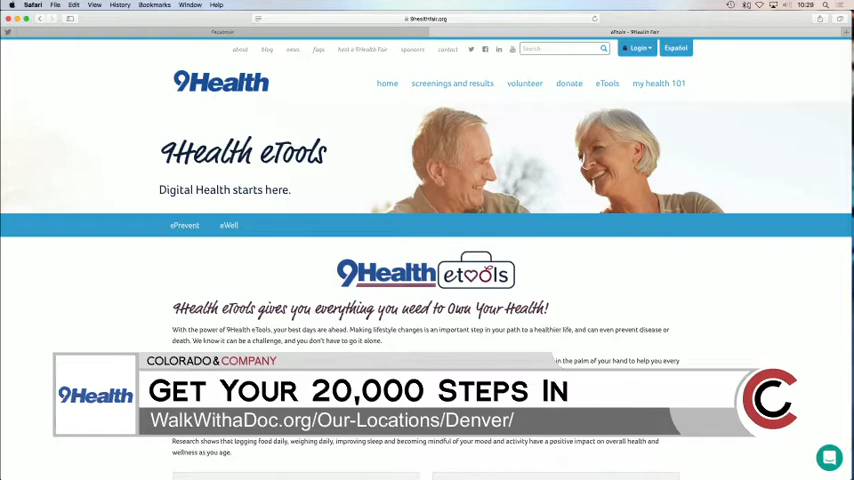 Safari File Edit View History Bookmarks Window Help
10:29
9healthfair.org
Facebook
eTools - 9Health Fair
about blog news faqs host a 9Health Fair sponsors contact
Search
Login
Español
9Health
home screenings and results volunteer donate eTools my health 101
9Health eTools
Digital Health starts here.
ePrevent eWell
9Health etools
9Health eTools gives you everything you need to Own Your Health!
With the power of 9Health eTools, your best days are ahead. Making lifestyle changes is an important step in your path to a healthier life, and can even prevent disease or
death. We know it can be a challenge, and you don't have to go it alone.
in the palm of your hand to help you every
COLORADO & COMPANY
9Health
GET YOUR 20,000 STEPS IN
WalkWithaDoc.org/Our-Locations/Denver/
Research shows that logging food daily, weighing daily, improving sleep and becoming mindful of your mood and activity have a positive impact on overall health and
wellness as you age.